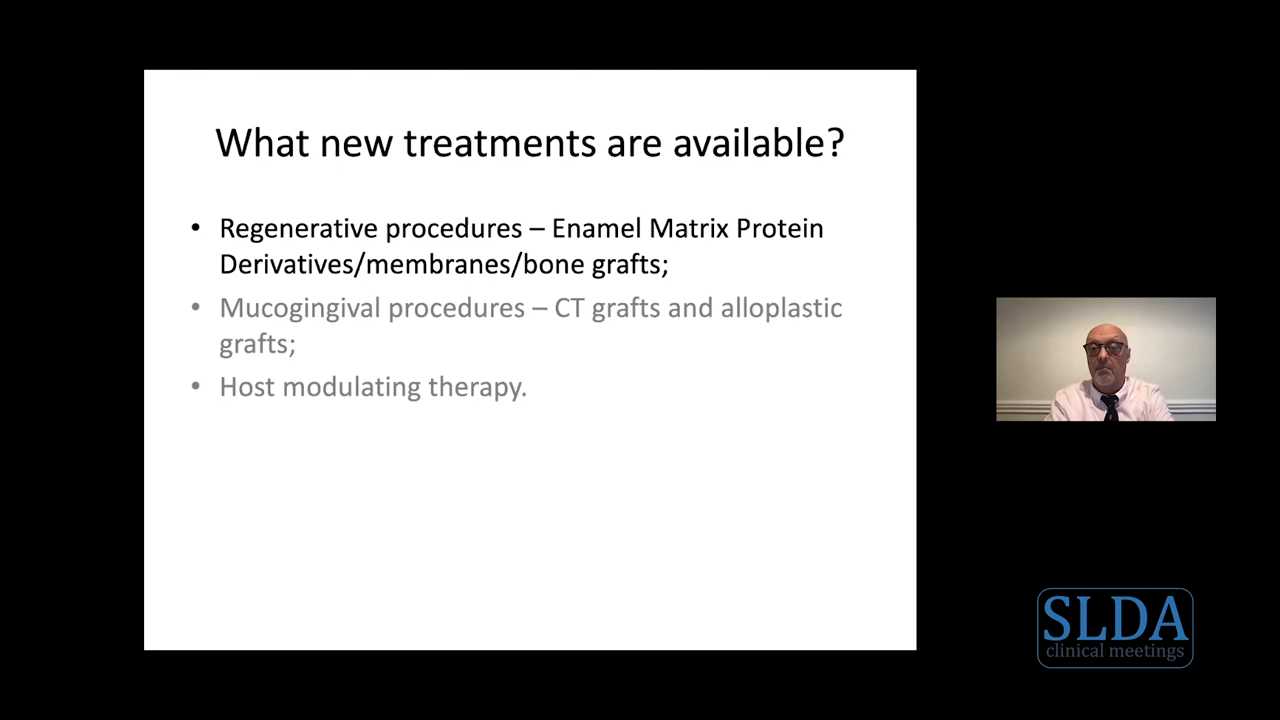 What new treatments are available?
• Regenerative procedures – Enamel Matrix Protein
Derivatives/membranes/bone grafts;
• Mucogingival procedures – CT grafts and alloplastic
grafts;
• Host modulating therapy.
SLDA
clinical meetings